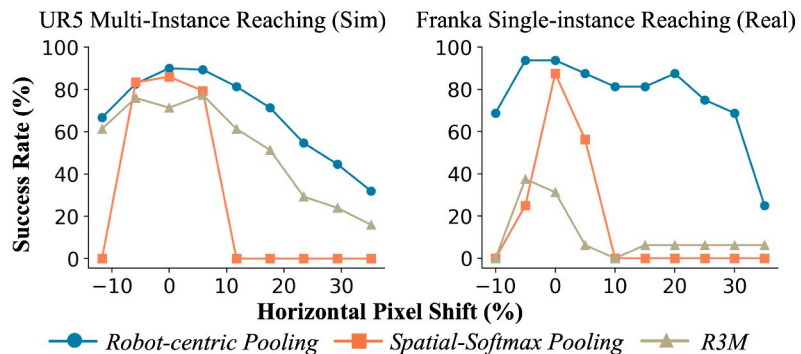 UR5 Multi-Instance Reaching (Sim)
Franka Single-instance Reaching (Real)
Success Rate (%)
100
80
60
40
20
0
−10 0 10 20 30
100
80
60
40
20
0
−10 0 10 20 30
Horizontal Pixel Shift (%)
Robot-centric Pooling Spatial-Softmax Pooling R3M